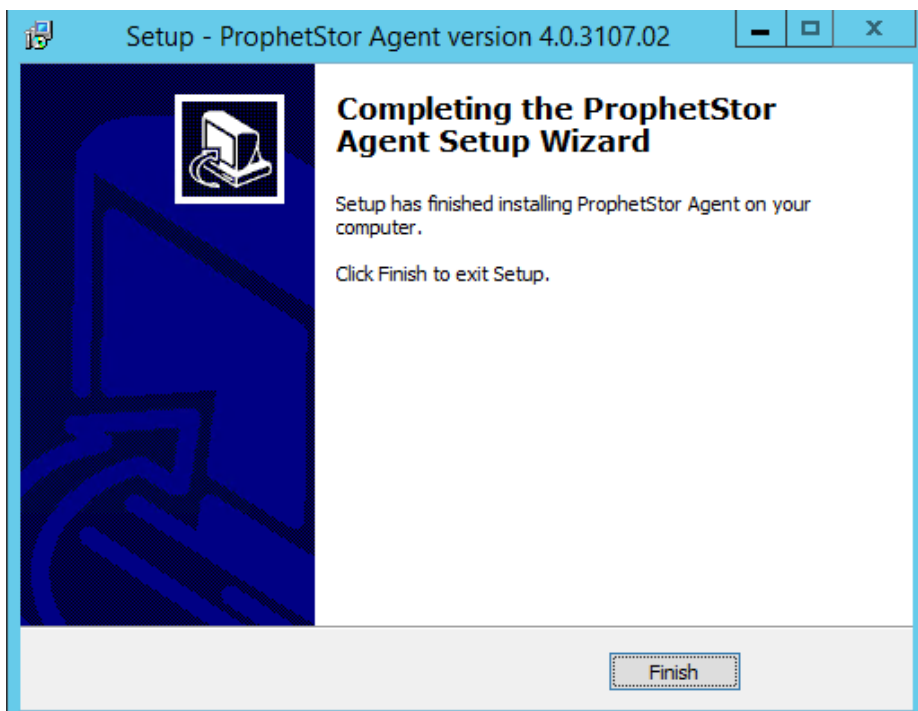 Setup - ProphetStor Agent version 4.0.3107.02
Completing the ProphetStor
Agent Setup Wizard
Setup has finished installing ProphetStor Agent on your
computer.
Click Finish to exit Setup.
Finish